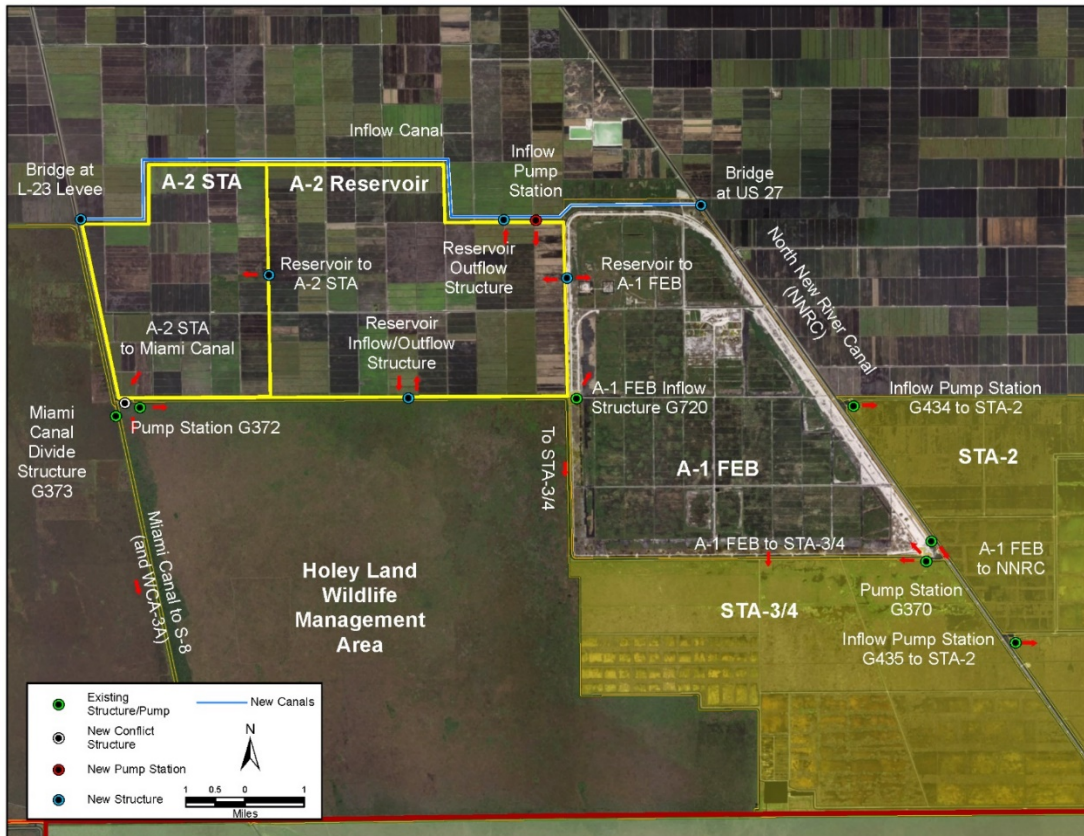 Inflow Canal
Inflow
Pump
Station
Bridge at
L-23 Levee
A-2 STA
A-2 Reservoir
Bridge
at US 27
Reservoir
Outflow
Structure
Reservoir to
A-2 STA
Reservoir to
A-1 FEB
North New River Canal
(NNRC)
A-2 STA
to Miami Canal
Reservoir
Inflow/Outflow
Structure
A-1 FEB Inflow
Structure G720
Inflow Pump Station
G434 to STA-2
Miami
Canal
Divide
Structure
G373
Pump Station G372
To STA-3/4
A-1 FEB
STA-2
Miami Canal to S-8
(and WCA-3A)
A-1 FEB to STA-3/4
A-1 FEB
to NNRC
Holey Land
Wildlife
Management
Area
STA-3/4
Pump
Station
G370
Inflow Pump Station
G435 to STA-2
Existing
Structure/Pump
New Canals
New Conflict
Structure
N
New Pump Station
New Structure
1 0.5 0 1
Miles